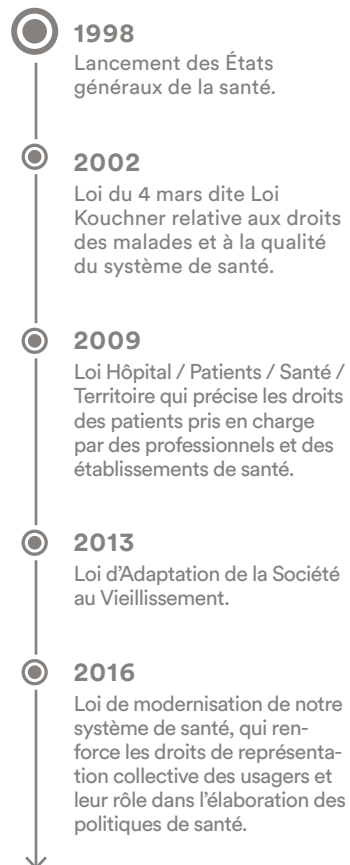 1998
Lancement des États
généraux de la santé.
2002
Loi du 4 mars dite Loi
Kouchner relative aux droits
des malades et à la qualité
du système de santé.
2009
Loi Hôpital / Patients / Santé /
Territoire qui précise les droits
des patients pris en charge
par des professionnels et des
établissements de santé.
2013
Loi d’Adaptation de la Société
au Vieillissement.
2016
Loi de modernisation de notre
système de santé, qui ren-
force les droits de représenta-
tion collective des usagers et
leur rôle dans l’élaboration des
politiques de santé.